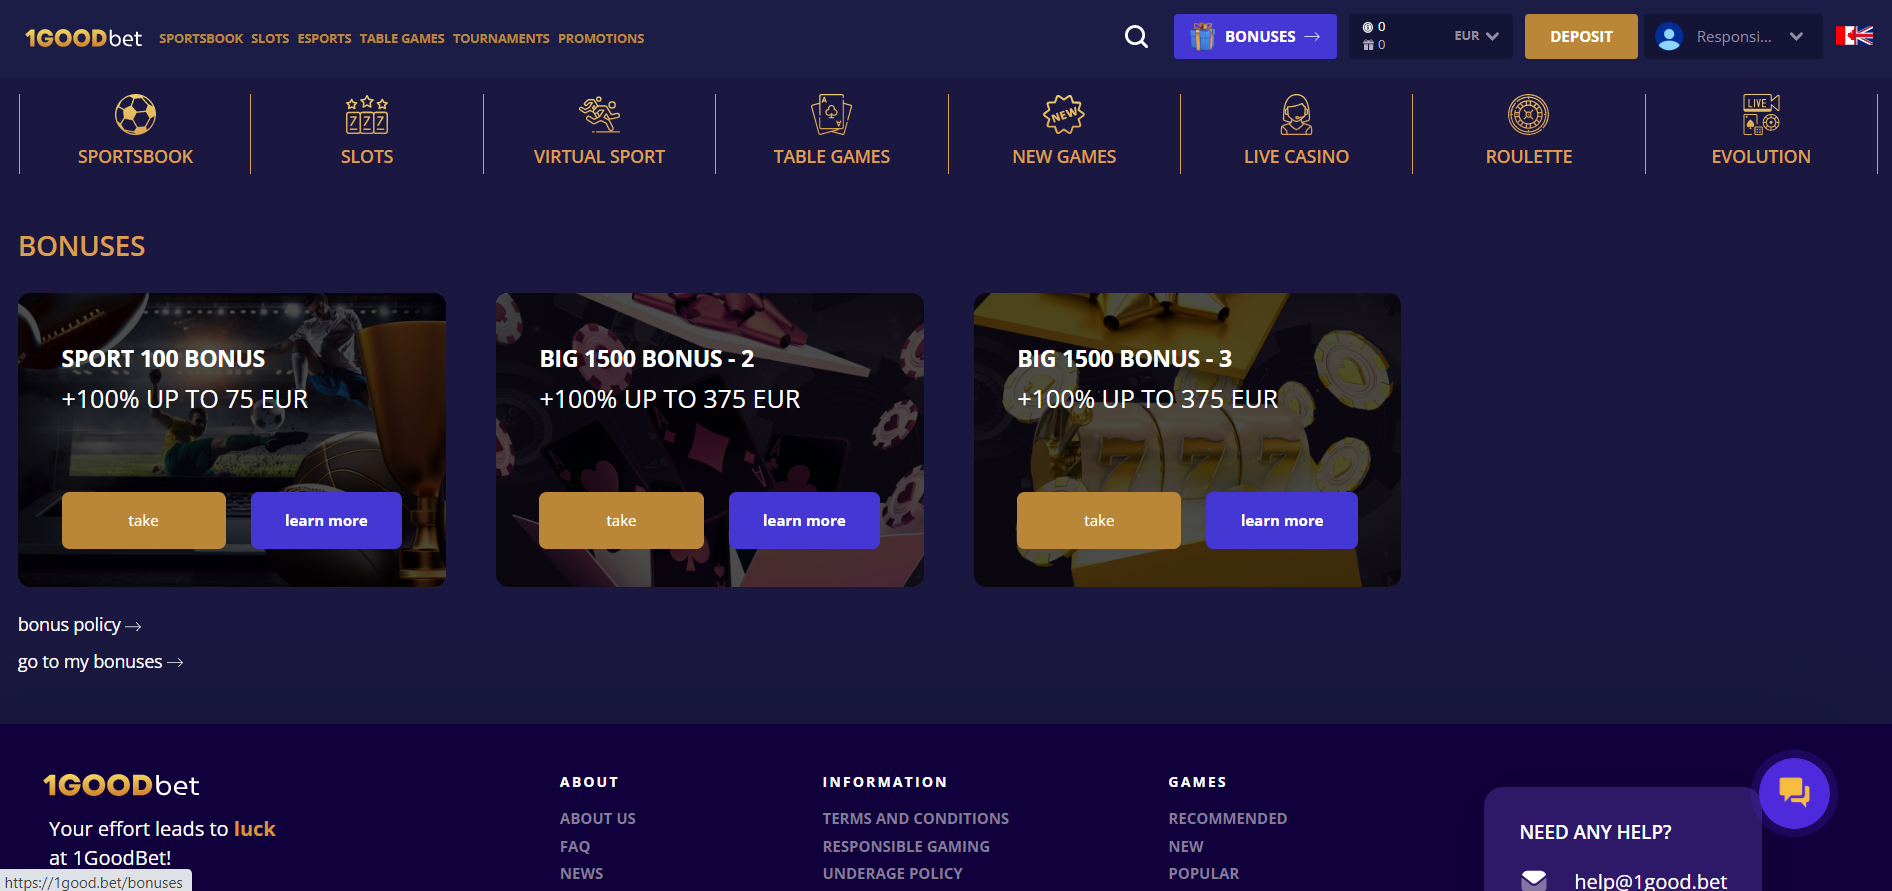 1GOODbet SPORTSBOOK SLOTS ESPORTS TABLE GAMES TOURNAMENTS PROMOTIONS
BONUSES → 0 0 EUR DEPOSIT Responsi...
SPORTSBOOK
777
SLOTS
VIRTUAL SPORT
A A
TABLE GAMES
NEW
NEW GAMES
LIVE CASINO
ROULETTE
LIVE
EVOLUTION
BONUSES
SPORT 100 BONUS
+100% UP TO 75 EUR
take learn more
BIG 1500 BONUS - 2
+100% UP TO 375 EUR
take learn more
BIG 1500 BONUS - 3
+100% UP TO 375 EUR
777
take learn more
bonus policy →
go to my bonuses →
1GOODbet
Your effort leads to luck
at 1GoodBet!
ABOUT
ABOUT US
FAQ
NEWS
INFORMATION
TERMS AND CONDITIONS
RESPONSIBLE GAMING
UNDERAGE POLICY
GAMES
RECOMMENDED
NEW
POPULAR
NEED ANY HELP?
help@1good.bet
https://1good.bet/bonuses